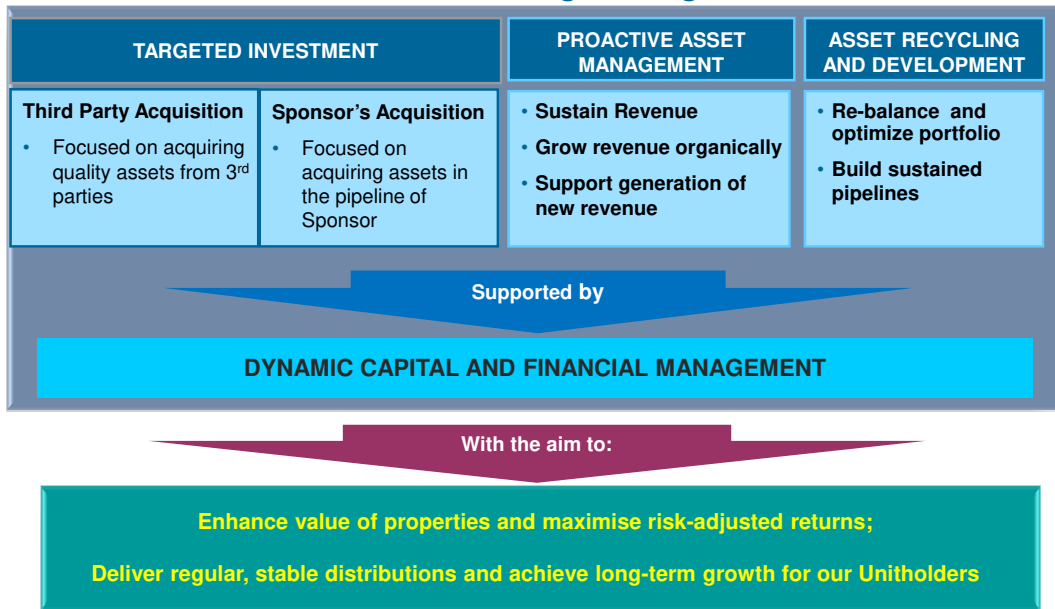 TARGETED INVESTMENT
PROACTIVE ASSET
MANAGEMENT
ASSET RECYCLING
AND DEVELOPMENT
Third Party Acquisition
• Focused on acquiring
quality assets from 3rd
parties
Sponsor's Acquisition
• Focused on
acquiring assets in
the pipeline of
Sponsor
• Sustain Revenue
• Grow revenue organically
• Support generation of
new revenue
• Re-balance and
optimize portfolio
• Build sustained
pipelines
Supported by
DYNAMIC CAPITAL AND FINANCIAL MANAGEMENT
With the aim to:
Enhance value of properties and maximise risk-adjusted returns;
Deliver regular, stable distributions and achieve long-term growth for our Unitholders